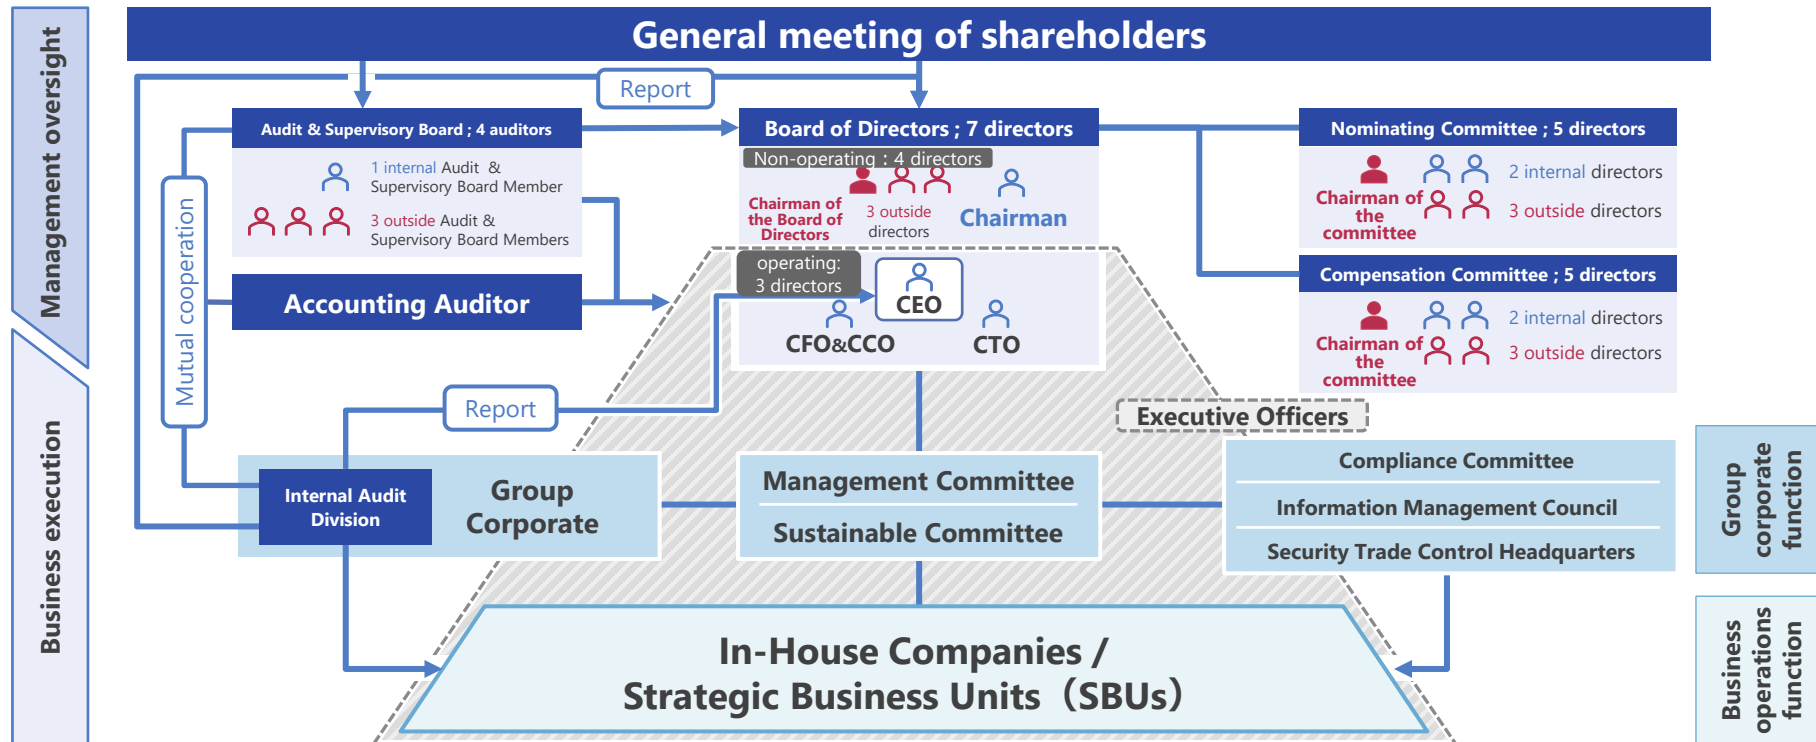 Management oversight
Business execution
General meeting of shareholders
Report
Audit & Supervisory Board ; 4 auditors
1 internal Audit &
Supervisory Board Member
3 outside Audit &
Supervisory Board Members
Mutual cooperation
Accounting Auditor
Board of Directors ; 7 directors
Non-operating : 4 directors
Chairman of
the Board of
Directors
3 outside
directors
Chairman
operating:
3 directors
CEO
CFO&CCO
CTO
Nominating Committee ; 5 directors
Chairman of
the
committee
2 internal directors
3 outside directors
Compensation Committee ; 5 directors
Chairman of
the
committee
2 internal directors
3 outside directors
Report
Executive Officers
Internal Audit
Division
Group
Corporate
Management Committee
Sustainable Committee
Compliance Committee
Information Management Council
Security Trade Control Headquarters
Group
corporate
function
In-House Companies /
Strategic Business Units（SBUs）
Business
operations
function